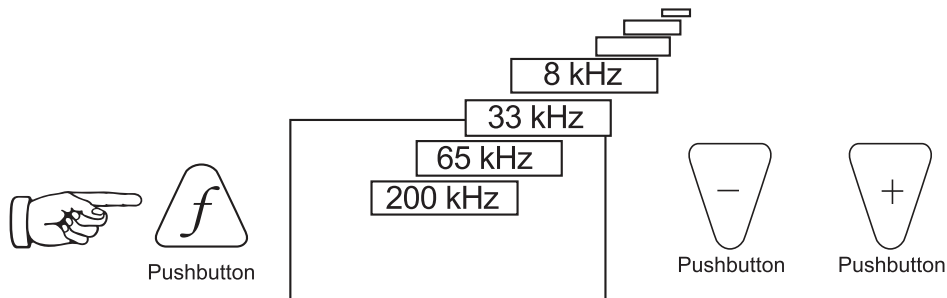 8 kHz
33 kHz
65 kHz
200 kHz
f
Pushbutton
−
Pushbutton
+
Pushbutton